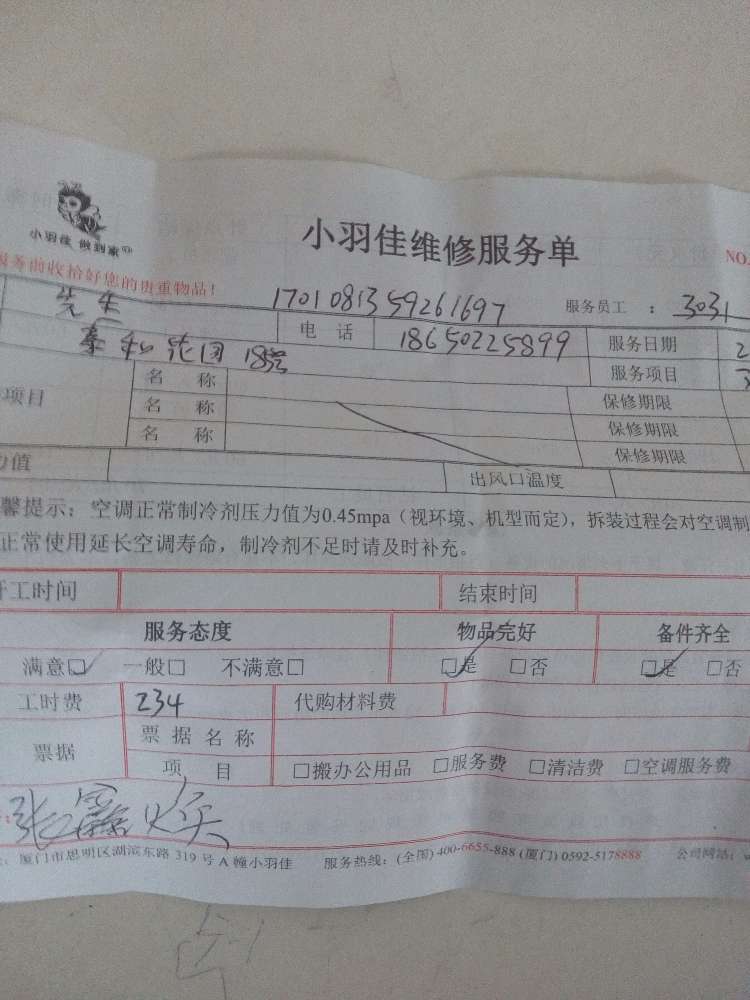 小羽佳 做到家
小羽佳维修服务单
NO.
服务前收拾好您的贵重物品！
先生 1701081359261697 服务员工 ： 3031
电 话 18650225899 服务日期 2
泰和花园 18号 服务项目
项目 名 称 保修期限
名 称 保修期限
名 称 保修期限
力值 出风口温度
馨提示：空调正常制冷剂压力值为0.45mpa（视环境、机型而定），拆装过程会对空调制
正常使用延长空调寿命，制冷剂不足时请及时补充。
开工时间 结束时间
服务态度 物品完好 备件齐全
满意☑ 一般□ 不满意□ ☑是 □否 ☑是 □否
工时费 234 代购材料费
票据 票 据 名 称
项 目 □搬办公用品 □服务费 □清洁费 □空调服务费
厦门市思明区湖滨东路 319 号 A 幢小羽佳 服务热线：(全国) 400-6655-888 (厦门) 0592-5178888 公司网站：